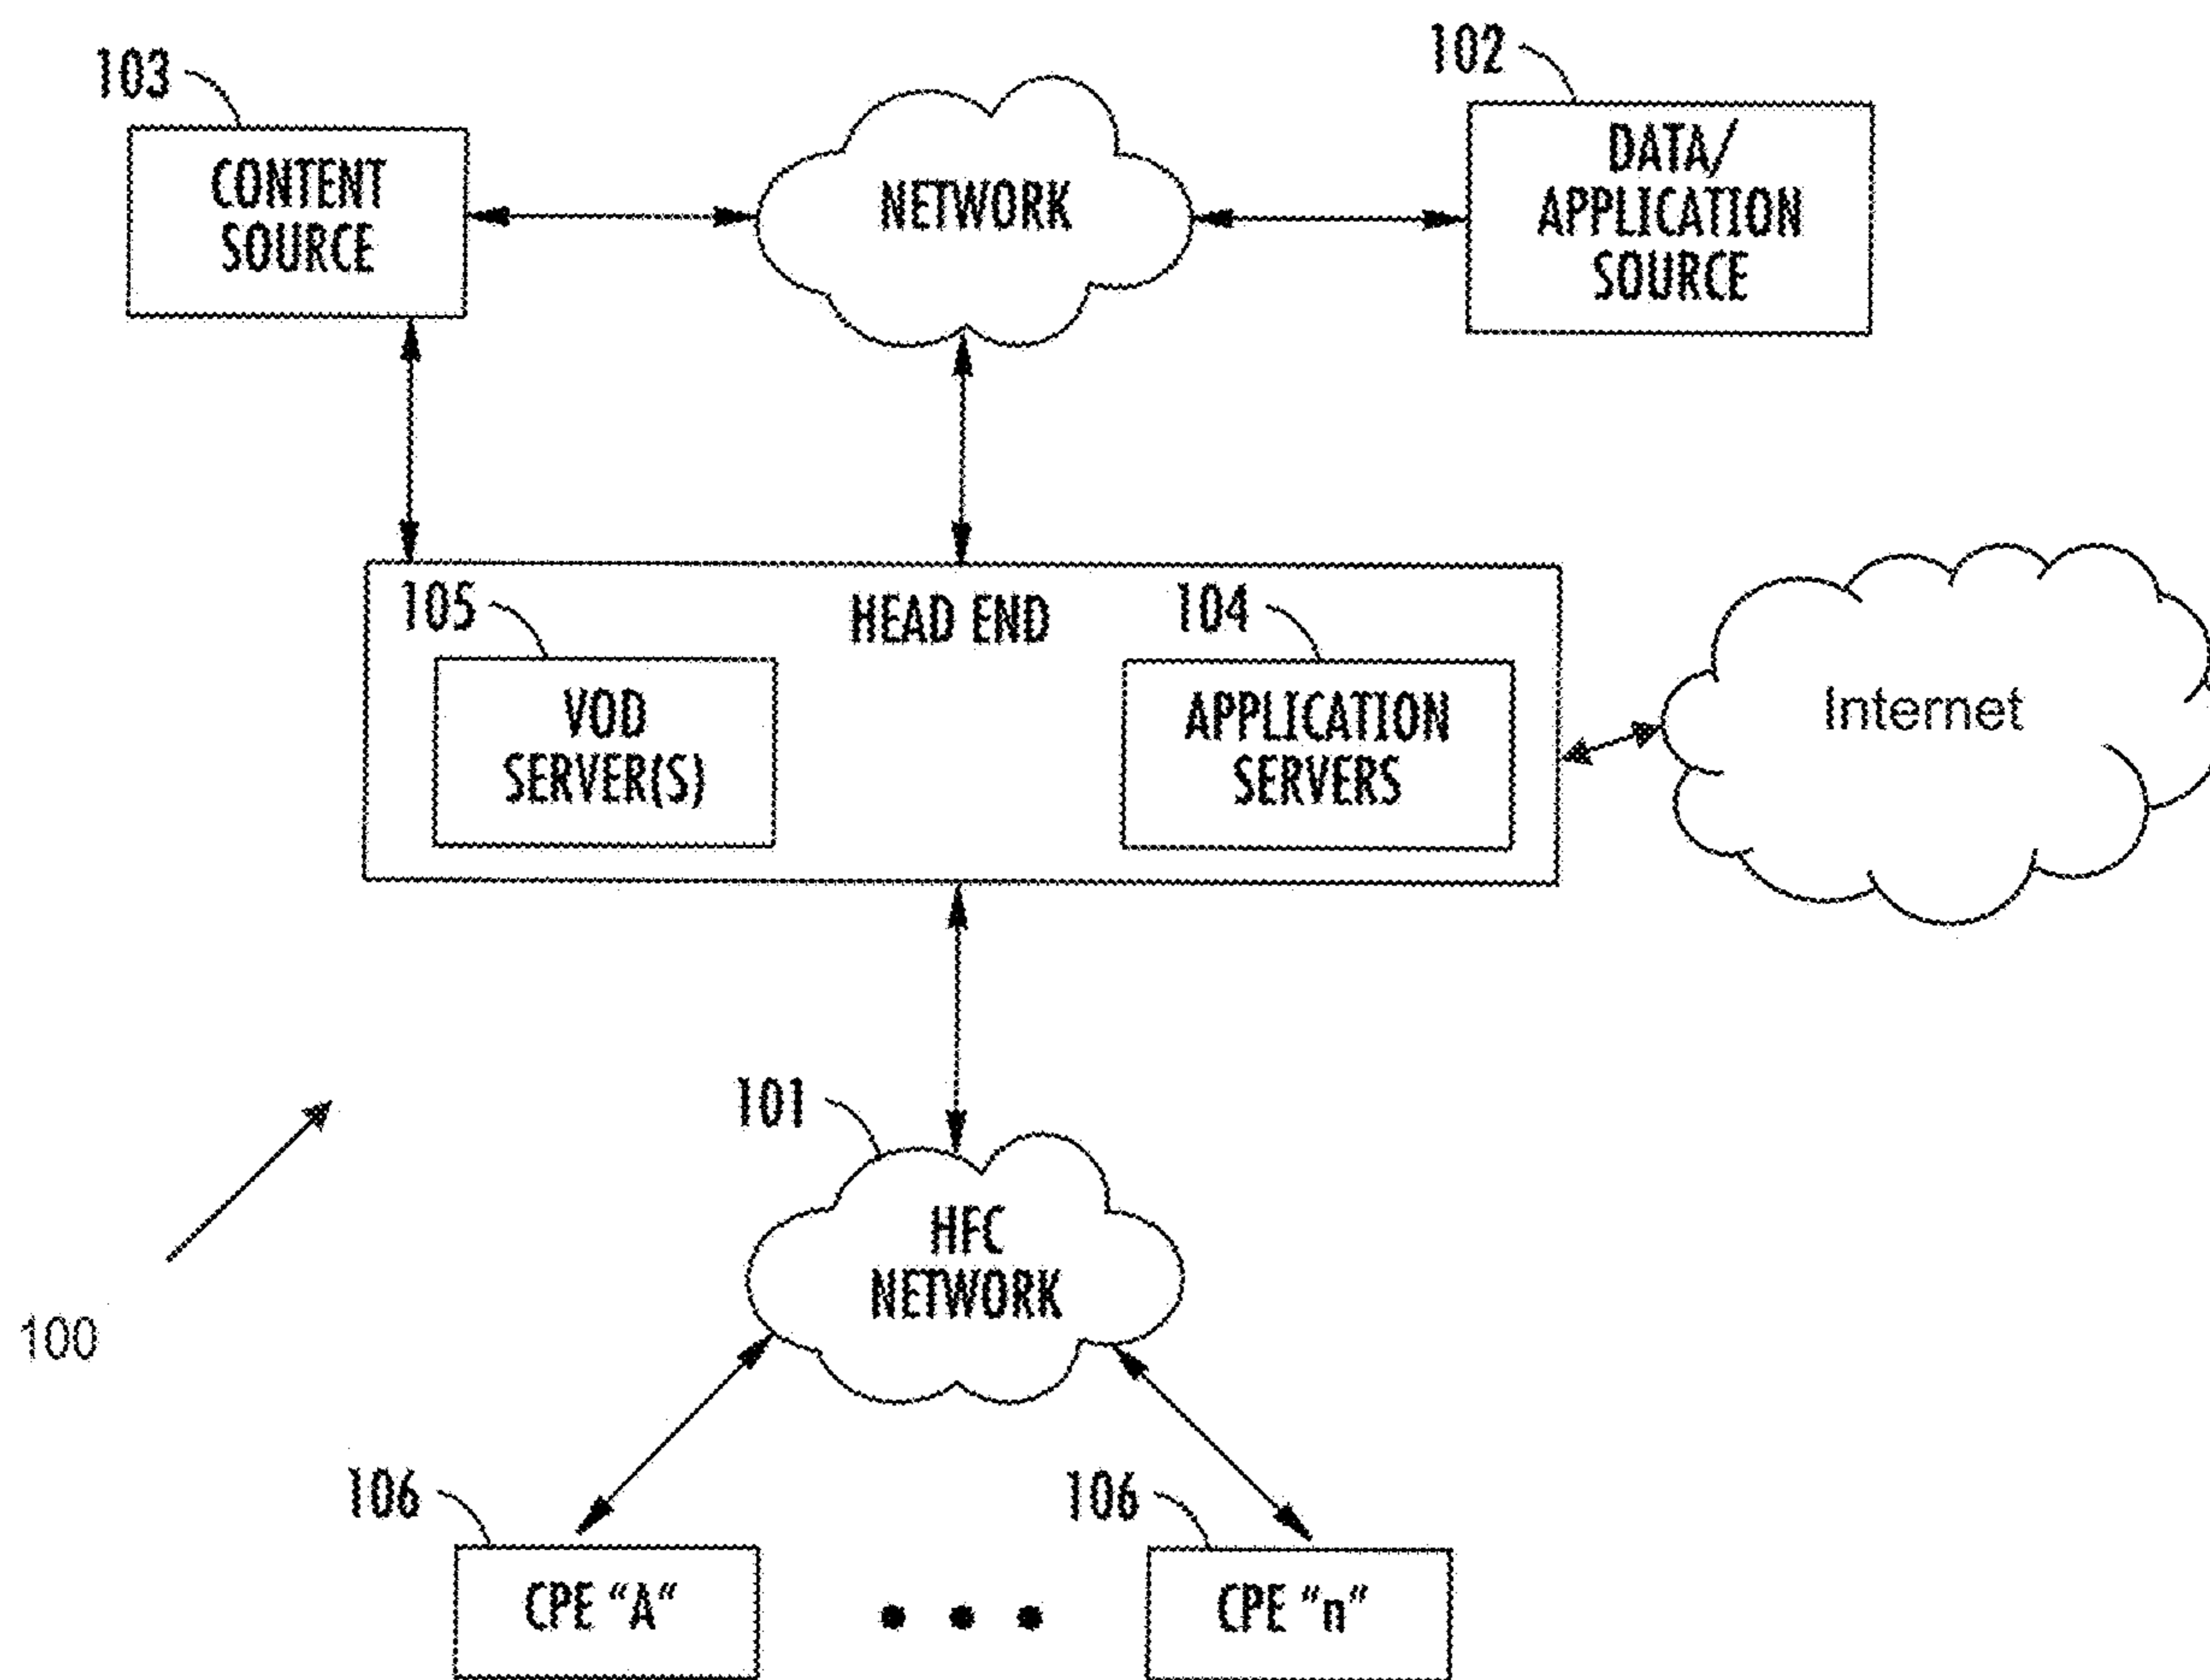 103
102
CONTENT
SOURCE
NETWORK
DATA/
APPLICATION
SOURCE
105
HEAD END
104
VOD
SERVER(S)
APPLICATION
SERVERS
Internet
101
HFC
NETWORK
100
106
106
CPE “A“
CPE “n”